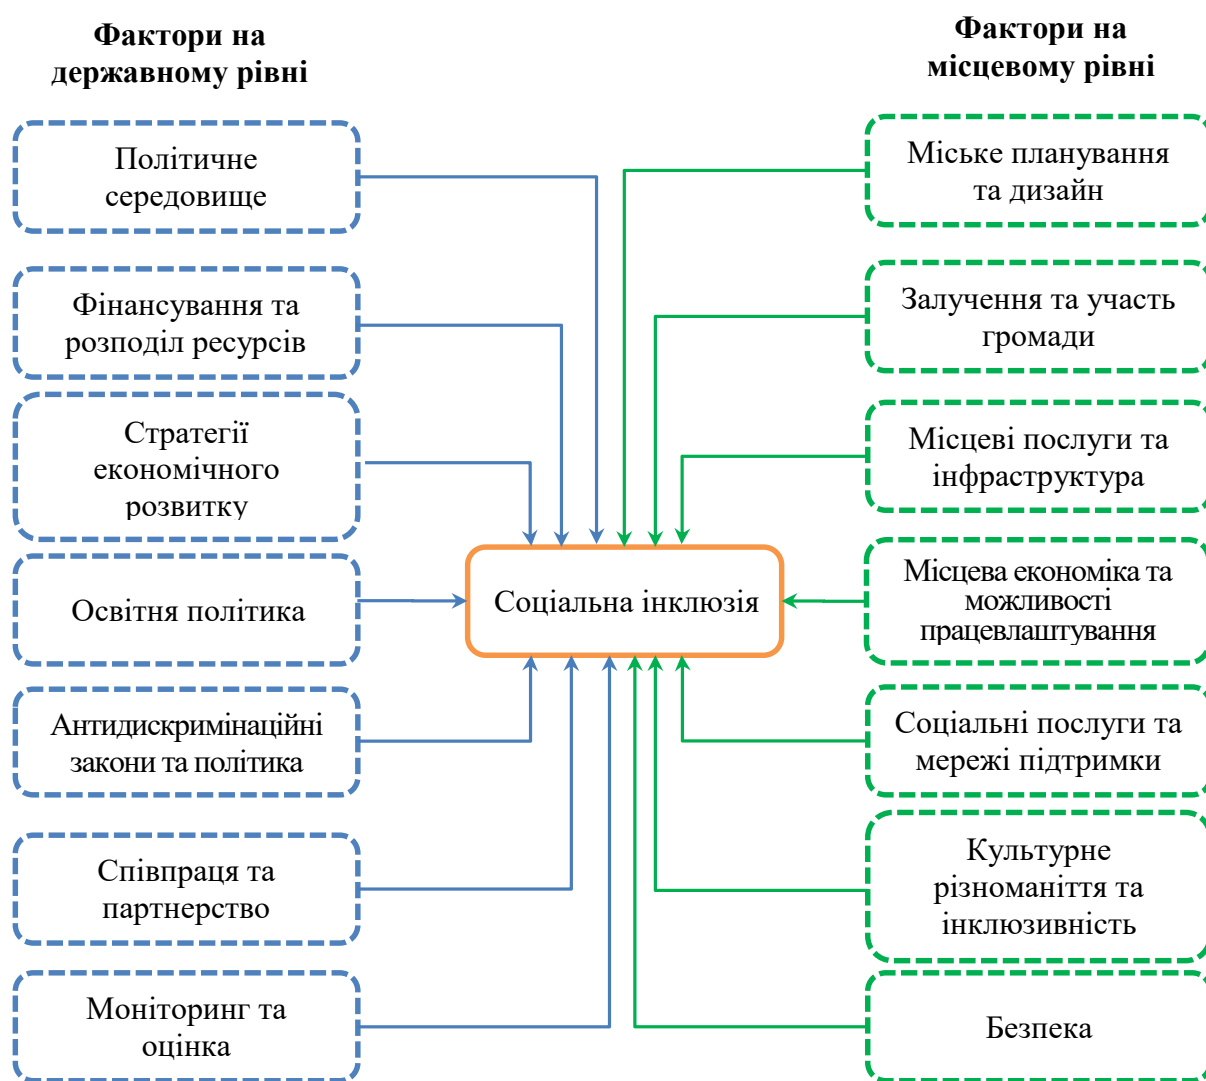 Фактори на
державному рівні
Політичне
середовище
Фінансування та
розподіл ресурсів
Стратегії
економічного
розвитку
Освітня політика
Антидискримінаційні
закони та політика
Співпраця та
партнерство
Моніторинг та
оцінка
Соціальна інклюзія
Фактори на
місцевому рівні
Міське планування
та дизайн
Залучення та участь
громади
Місцеві послуги та
інфраструктура
Місцева економіка та
можливості
працевлаштування
Соціальні послуги та
мережі підтримки
Культурне
різноманіття та
інклюзивність
Безпека